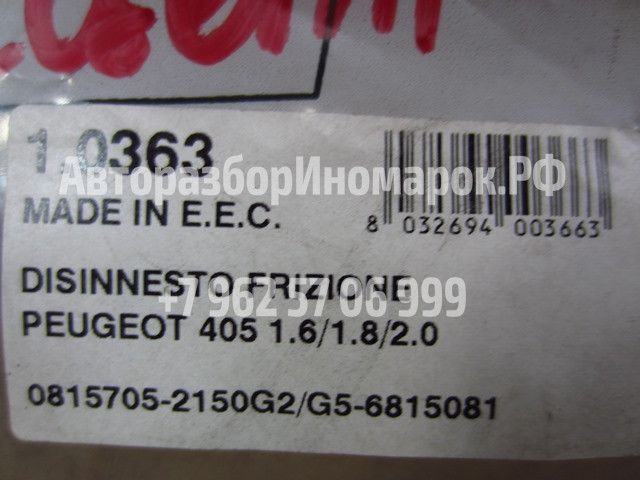 1.0363
АвторазборИномарок.РФ
MADE IN E.E.C.
8 032694 003663
DISINNESTO FRIZIONE
+7 962 57 06 999
PEUGEOT 405 1.6/1.8/2.0
0815705-2150G2/G5-6815081